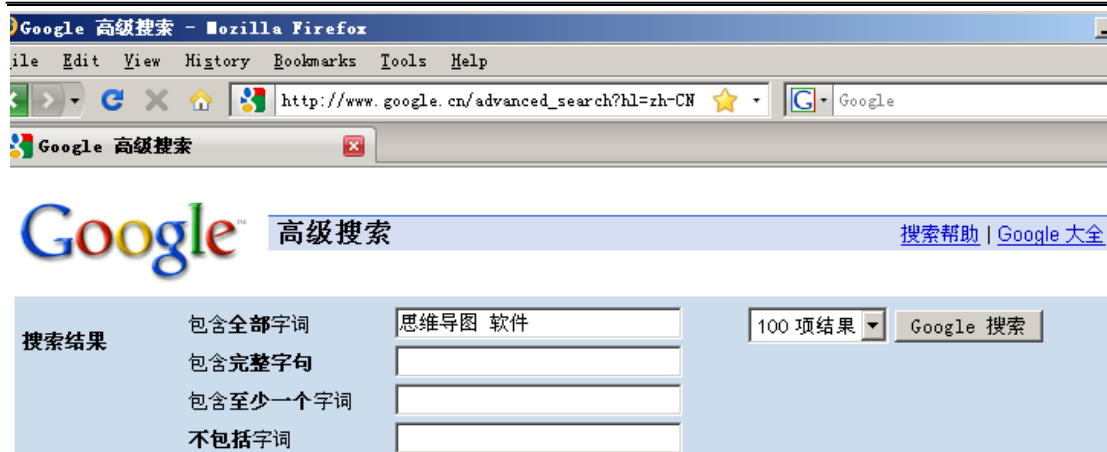 Google 高级搜索 - Mozilla Firefox
ile Edit View History Bookmarks Tools Help
http://www.google.cn/advanced_search?hl=zh-CN Google
Google 高级搜索
Google™ 高级搜索 搜索帮助 | Google 大全
搜索结果 包含全部字词 思维导图 软件 100 项结果 Google 搜索
包含完整字句
包含至少一个字词
不包括字词